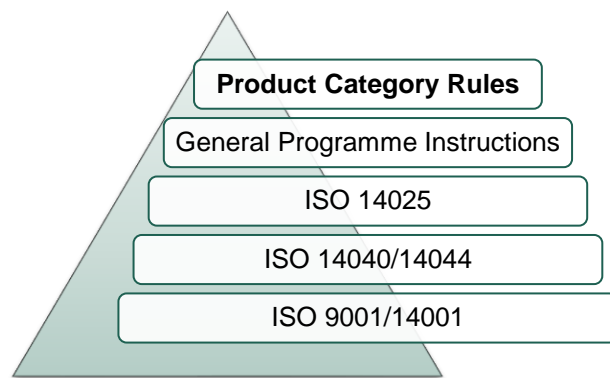 Product Category Rules
General Programme Instructions
ISO 14025
ISO 14040/14044
ISO 9001/14001